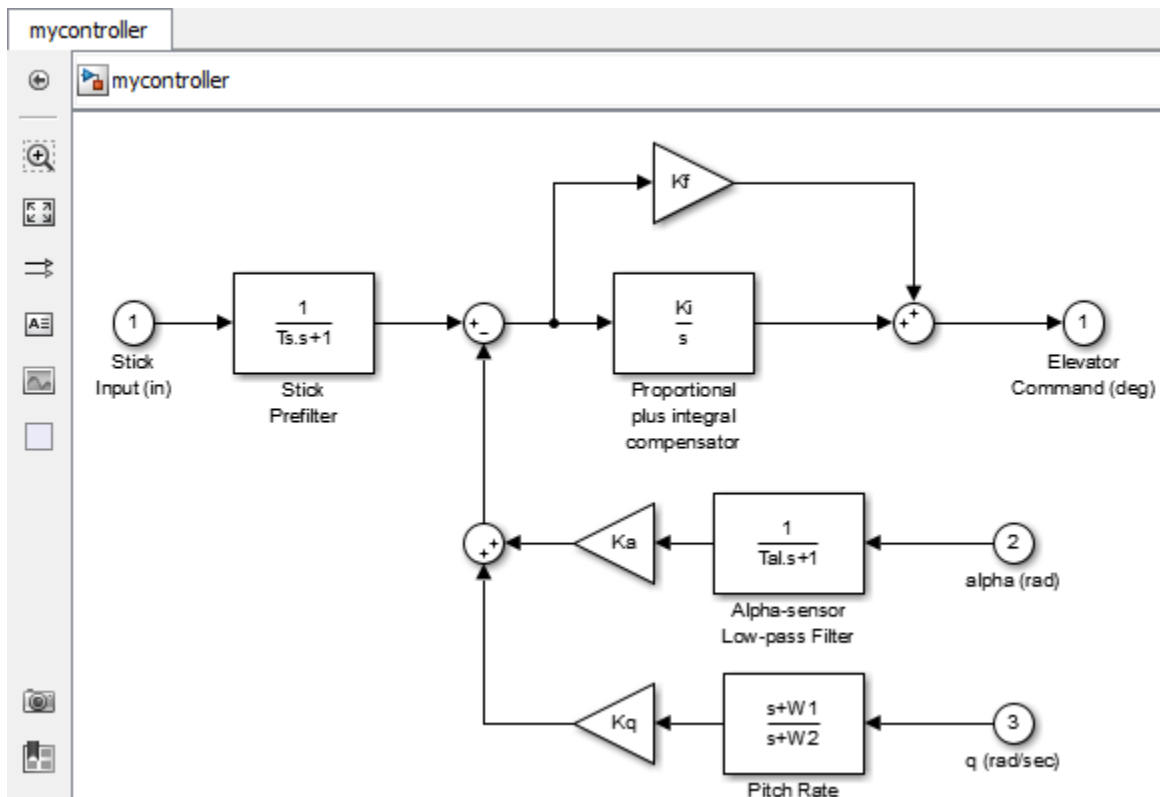 mycontroller
mycontroller
Kf
1
Ts.s+1
Ki
s
1
Stick
Input (in)
Stick
Prefilter
Proportional
plus integral
compensator
1
Elevator
Command (deg)
Ka
1
Tal.s+1
2
alpha (rad)
Alpha-sensor
Low-pass Filter
Kq
s+W1
s+W2
3
q (rad/sec)
Pitch Rate